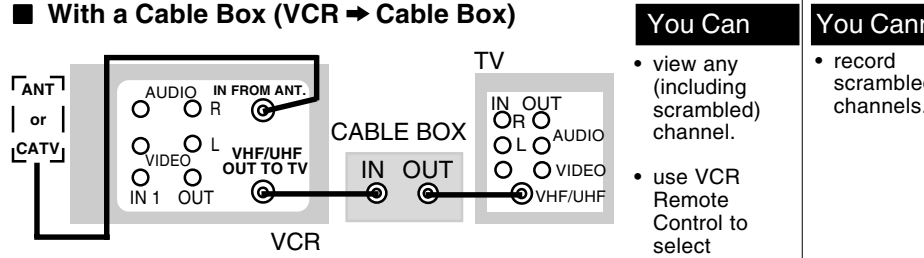 ■ With a Cable Box (VCR ➡ Cable Box)
ANT
or
CATV
AUDIO R
IN FROM ANT.
L
VIDEO
VHF/UHF
OUT TO TV
IN 1 OUT
VCR
CABLE BOX
IN OUT
TV
IN OUT
R
AUDIO
L
VIDEO
VHF/UHF
You Can
• view any
(including
scrambled)
channel.
• use VCR
Remote
Control to
select
You
• record
channels.